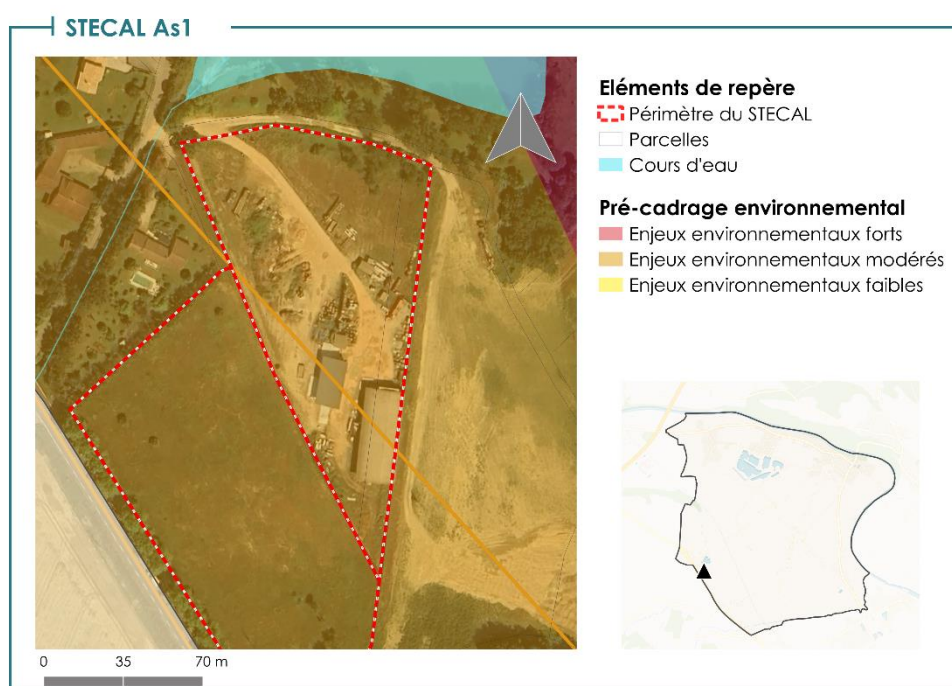 STECAL As1
Eléments de repère
Périmètre du STECAL
Parcelles
Cours d'eau
Pré-cadrage environnemental
Enjeux environnementaux forts
Enjeux environnementaux modérés
Enjeux environnementaux faibles
0 35 70 m